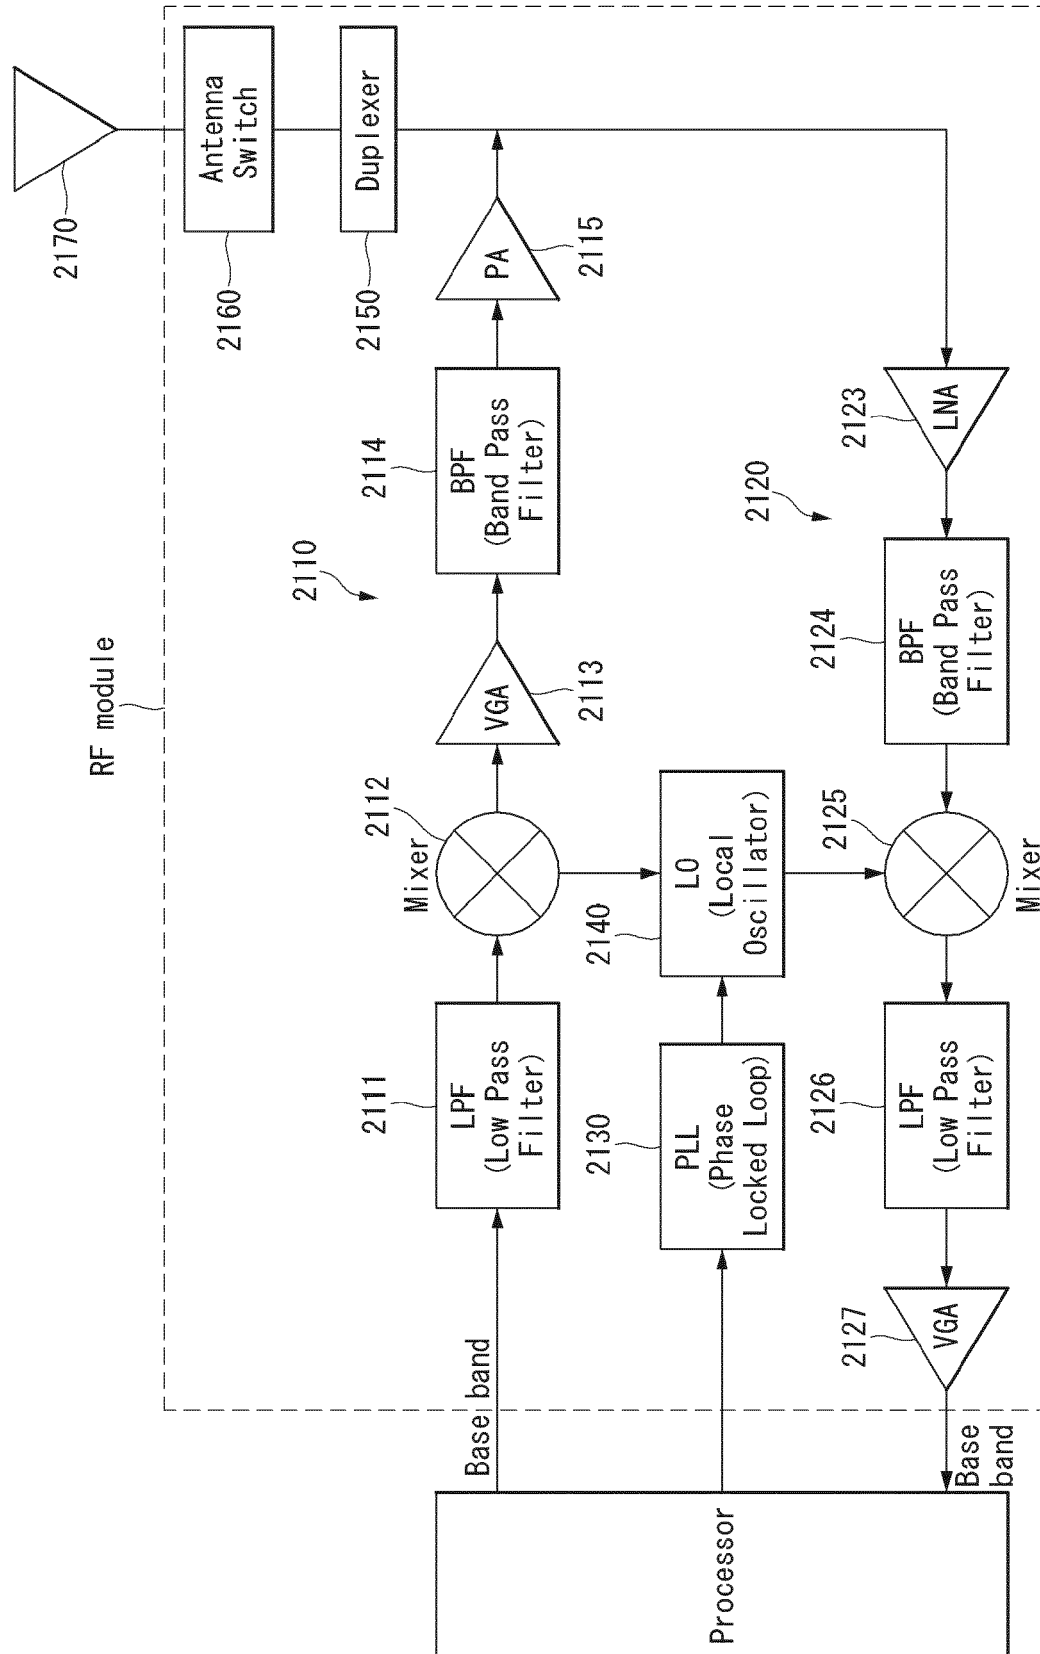 RF module
2110
Mixer
2111
2112
2113
2114
2115
2160
2170
2150
Base band
LPF
(Low Pass
Filter)
VGA
BPF
(Band Pass
Filter)
PA
Antenna
Switch
Duplexer
Processor
2130
PLL
(Phase
Locked Loop)
2140
LO
(Local
Oscillator)
2120
2127
2126
2125
2124
2123
VGA
LPF
(Low Pass
Filter)
BPF
(Band Pass
Filter)
LNA
Base
band
Mixer